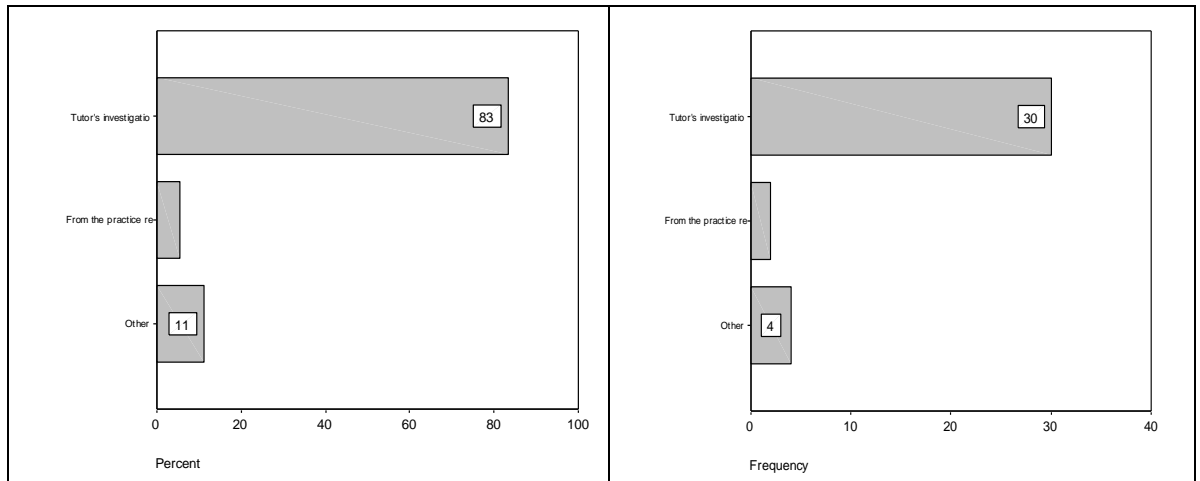 Tutor's investigatio
83
From the practice re
Other
11
0 20 40 60 80 100
Percent
Tutor's investigatio
30
From the practice re
Other
4
0 10 20 30 40
Frequency